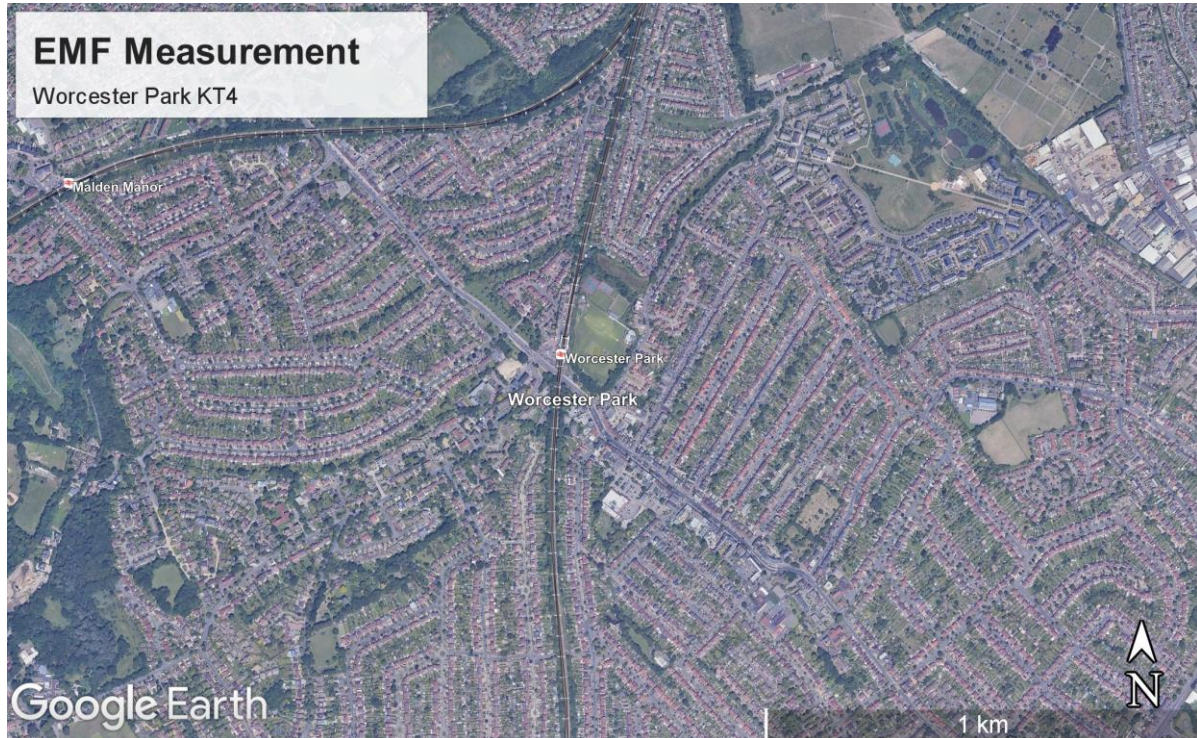 EMF Measurement
Worcester Park KT4
Malden Manor
Worcester Park
Worcester Park
Google Earth
N
1 km